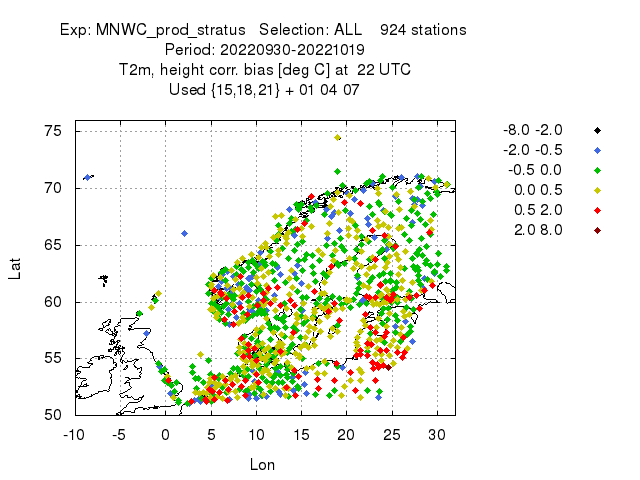 Exp: MNWC_prod_stratus   Selection: ALL    924 stations
Period: 20220930-20221019
T2m, height corr. bias [deg C] at  22 UTC
Used {15,18,21} + 01 04 07
-8.0 -2.0
-2.0 -0.5
-0.5 0.0
0.0 0.5
0.5 2.0
2.0 8.0
Lat
75
70
65
60
55
50
-10 -5 0 5 10 15 20 25 30
Lon